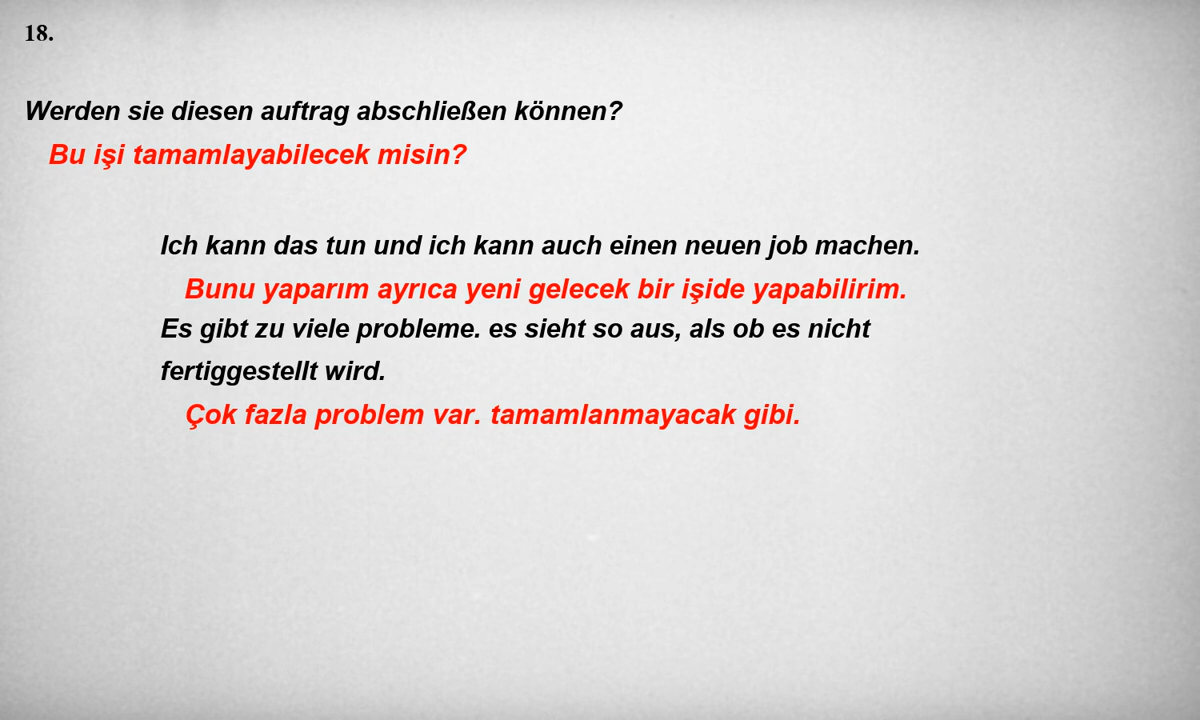 18.
Werden sie diesen auftrag abschließen können?
Bu işi tamamlayabilecek misin?
Ich kann das tun und ich kann auch einen neuen job machen.
Bunu yaparım ayrıca yeni gelecek bir işide yapabilirim.
Es gibt zu viele probleme. es sieht so aus, als ob es nicht
fertiggestellt wird.
Çok fazla problem var. tamamlanmayacak gibi.